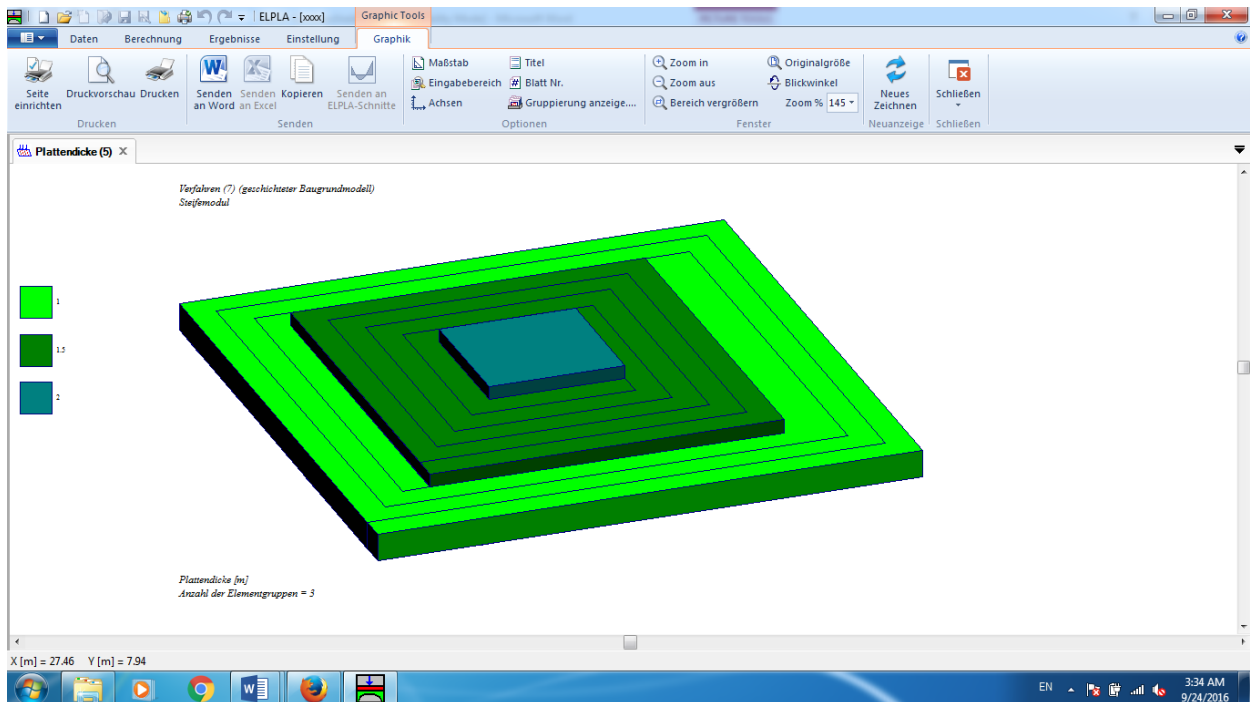 ELPLA - [xxxx]
Graphic Tools
Daten
Berechnung
Ergebnisse
Einstellung
Graphik
Seite einrichten
Druckvorschau
Drucken
Senden an Word
Senden an Excel
Kopieren
Senden an ELPLA-Schnitte
Maßstab
Eingabebereich
Achsen
Titel
Blatt Nr.
Gruppierung anzeige....
Zoom in
Zoom aus
Bereich vergrößern
Originalgröße
Blickwinkel
Zoom % 145
Neues Zeichnen
Schließen
Drucken
Senden
Optionen
Fenster
Neuanzeige
Schließen
Plattendicke (5)
Verfahren (7) (geschichteter Baugrundmodell)
Steifemodul
1
1.5
2
Plattendicke [m]
Anzahl der Elementgruppen = 3
X [m] = 27.46 Y [m] = 7.94
EN
3:34 AM
9/24/2016